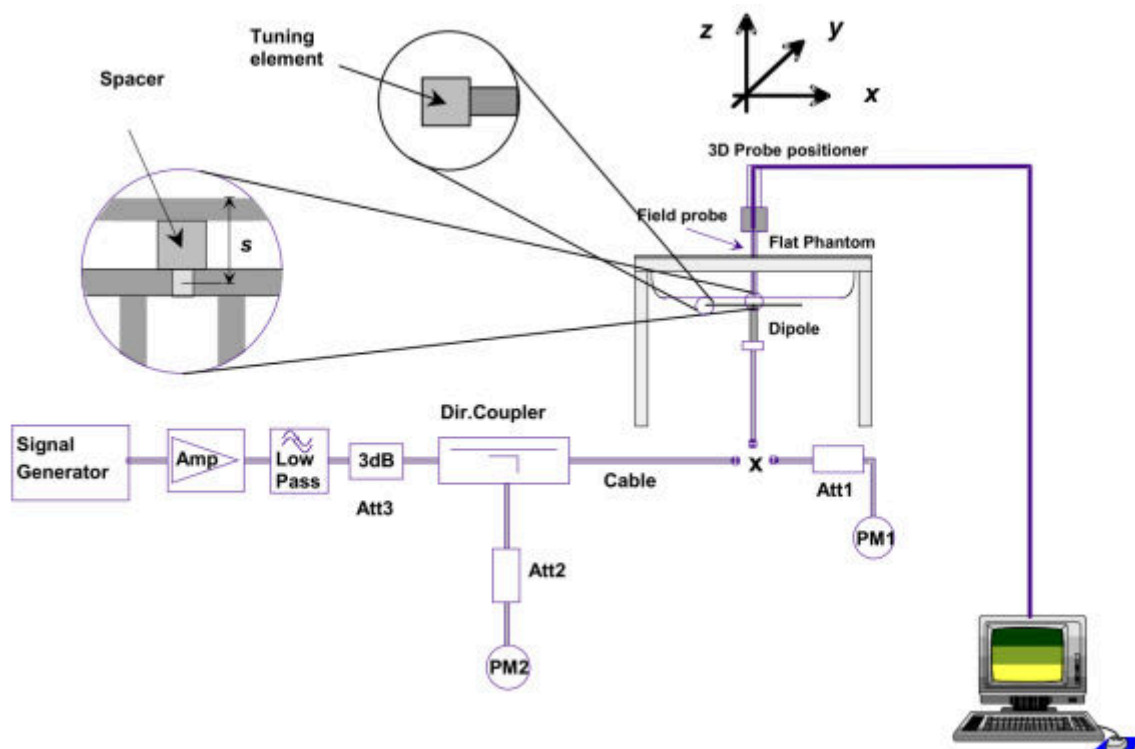 Tuning
element
Spacer
s
z
y
x
3D Probe positioner
Field probe
Flat Phantom
Dipole
Dir.Coupler
Signal
Generator
Amp
Low
Pass
3dB
Att3
Cable
x
Att1
PM1
Att2
PM2